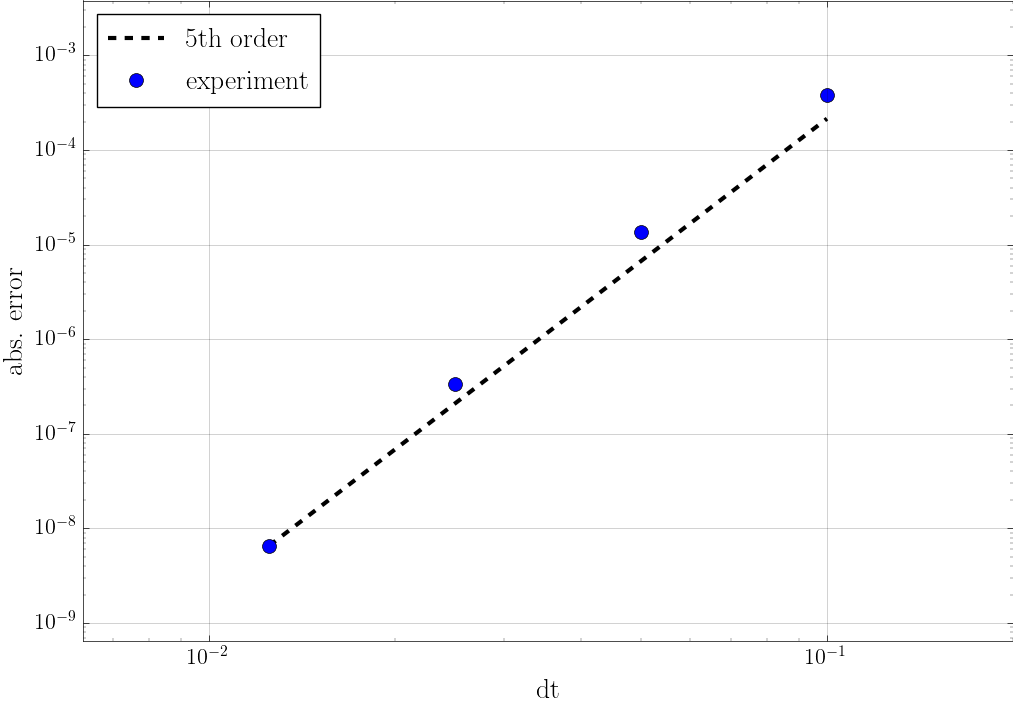 5th order
experiment
10⁻³
10⁻⁴
10⁻⁵
10⁻⁶
10⁻⁷
10⁻⁸
10⁻⁹
abs. error
10⁻²
10⁻¹
dt